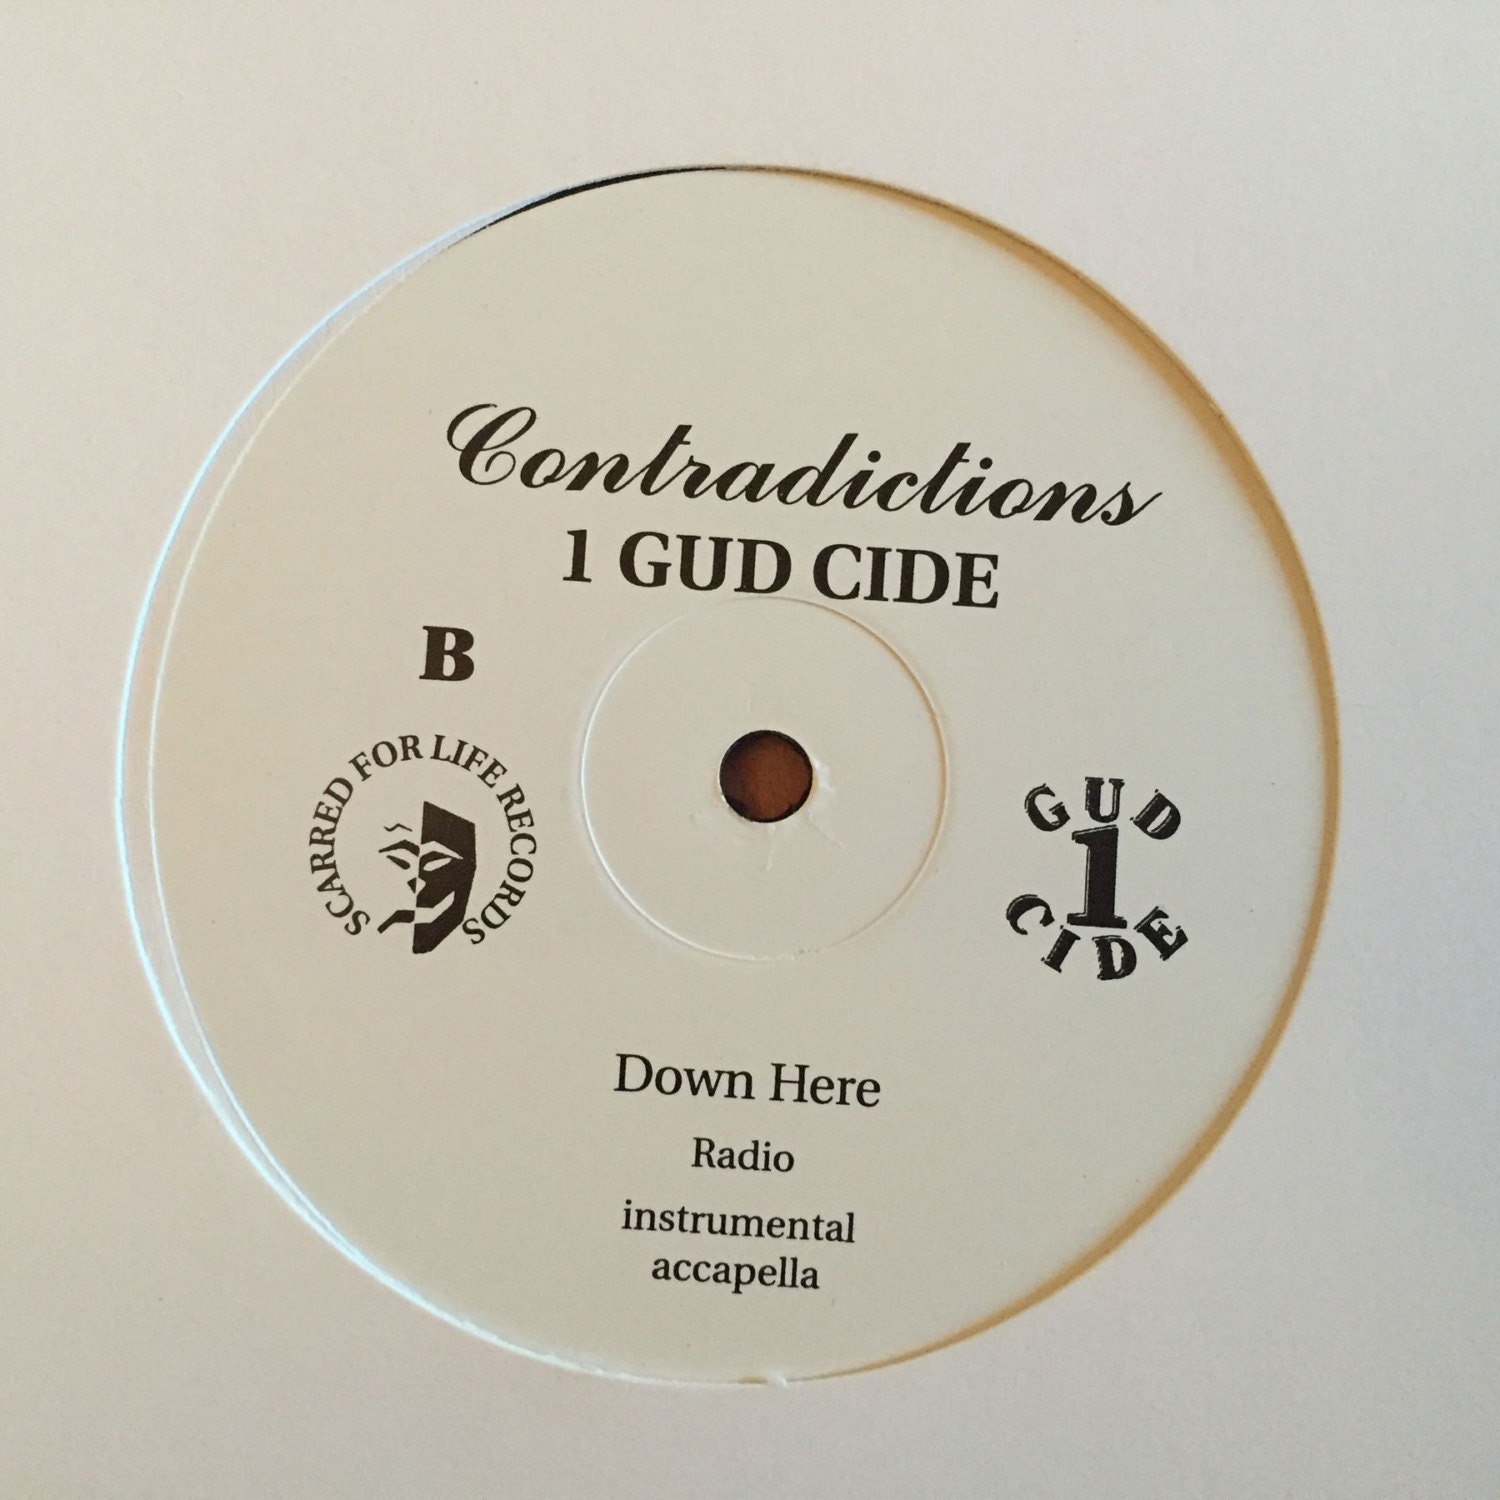 Contradictions
1 GUD CIDE
B
SCARRED FOR LIFE RECORDS
GUD
1
CIDE
Down Here
Radio
instrumental
accapella